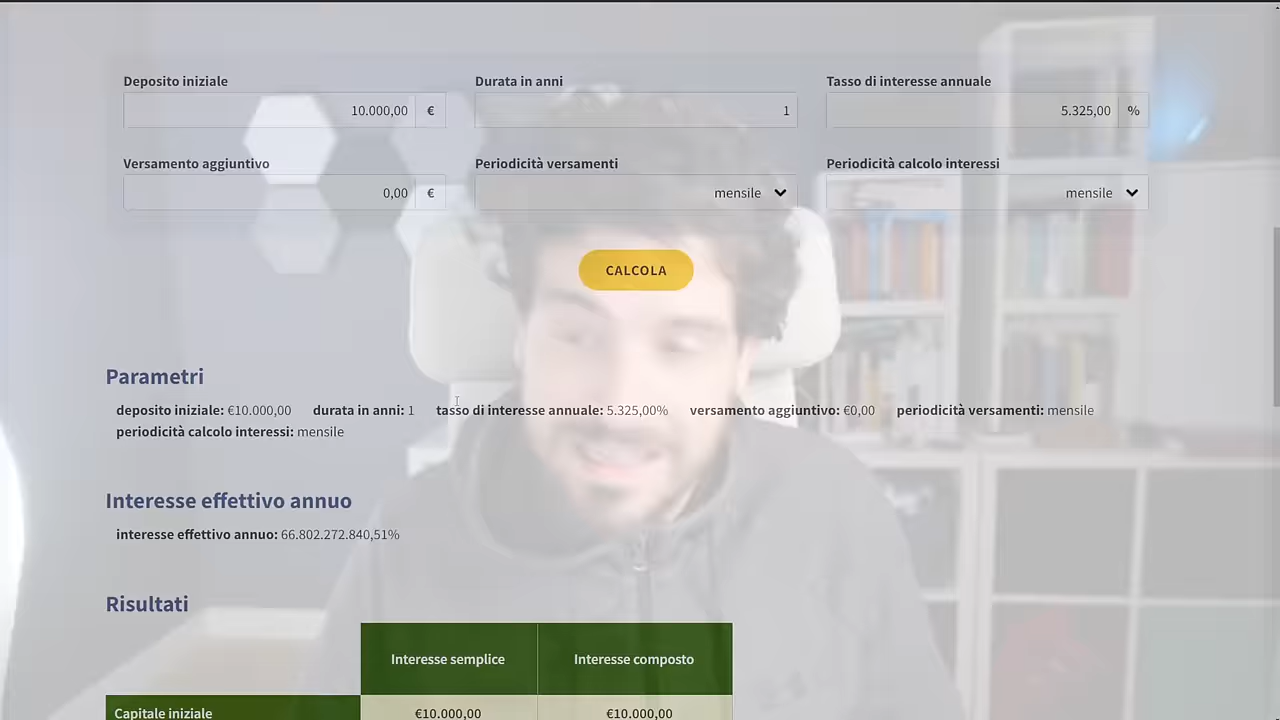 Deposito iniziale Durata in anni Tasso di interesse annuale
10.000,00 € 1 5.325,00 %
Versamento aggiuntivo Periodicità versamenti Periodicità calcolo interessi
0,00 € mensile mensile
CALCOLA
Parametri
deposito iniziale: €10.000,00 durata in anni: 1 tasso di interesse annuale: 5.325,00% versamento aggiuntivo: €0,00 periodicità versamenti: mensile
periodicità calcolo interessi: mensile
Interesse effettivo annuo
interesse effettivo annuo: 66.802.272.840,51%
Risultati
Interesse semplice Interesse composto
Capitale iniziale €10.000,00 €10.000,00